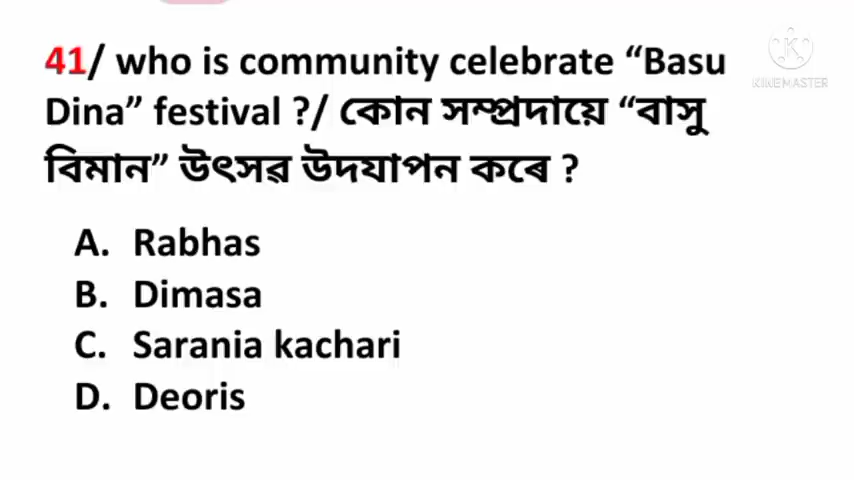 41/ who is community celebrate “Basu
Dina” festival ?/ কোন সম্প্রদায়ে “বাসু
বিমান” উৎসৱ উদযাপন কৰে ?
A. Rabhas
B. Dimasa
C. Sarania kachari
D. Deoris
K
KINEMASTER